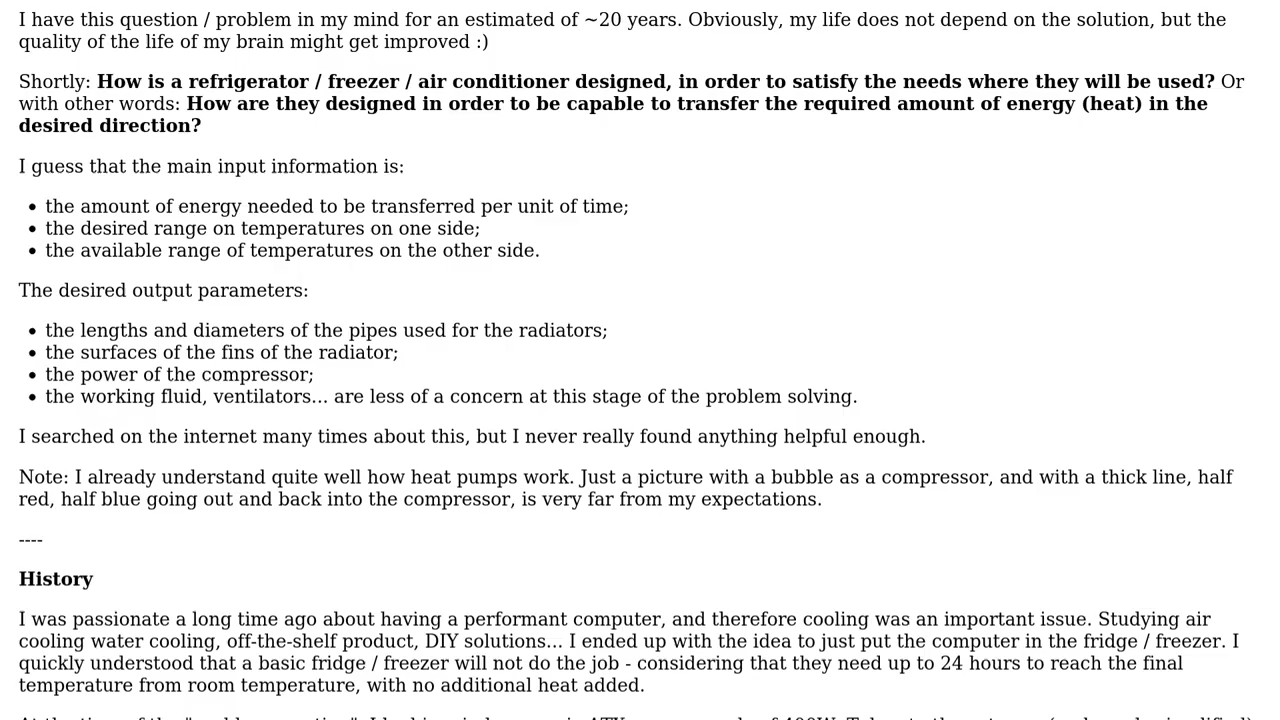 I have this question / problem in my mind for an estimated of ~20 years. Obviously, my life does not depend on the solution, but the
quality of the life of my brain might get improved :)
Shortly: How is a refrigerator / freezer / air conditioner designed, in order to satisfy the needs where they will be used? Or
with other words: How are they designed in order to be capable to transfer the required amount of energy (heat) in the
desired direction?
I guess that the main input information is:
• the amount of energy needed to be transferred per unit of time;
• the desired range on temperatures on one side;
• the available range of temperatures on the other side.
The desired output parameters:
• the lengths and diameters of the pipes used for the radiators;
• the surfaces of the fins of the radiator;
• the power of the compressor;
• the working fluid, ventilators... are less of a concern at this stage of the problem solving.
I searched on the internet many times about this, but I never really found anything helpful enough.
Note: I already understand quite well how heat pumps work. Just a picture with a bubble as a compressor, and with a thick line, half
red, half blue going out and back into the compressor, is very far from my expectations.
----
History
I was passionate a long time ago about having a performant computer, and therefore cooling was an important issue. Studying air
cooling water cooling, off-the-shelf product, DIY solutions... I ended up with the idea to just put the computer in the fridge / freezer. I
quickly understood that a basic fridge / freezer will not do the job - considering that they need up to 24 hours to reach the final
temperature from room temperature, with no additional heat added.